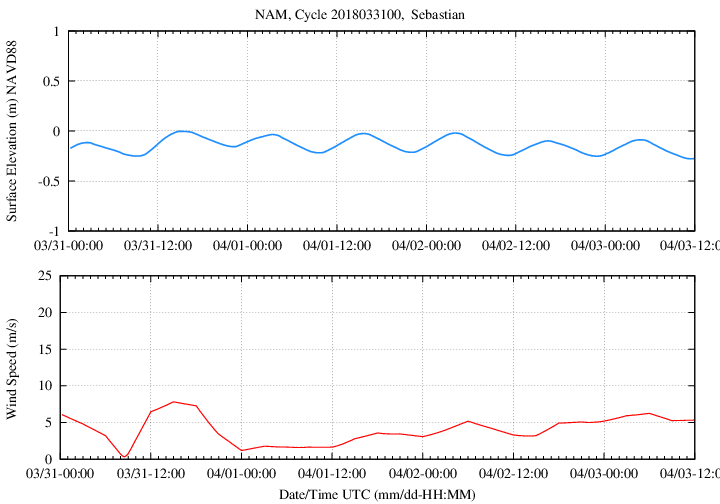 NAM, Cycle 2018033100,  Sebastian
Surface Elevation (m) NAVD88
1
0.5
0
-0.5
-1
03/31-00:00 03/31-12:00 04/01-00:00 04/01-12:00 04/02-00:00 04/02-12:00 04/03-00:00 04/03-12:0
Wind Speed (m/s)
25
20
15
10
5
0
03/31-00:00 03/31-12:00 04/01-00:00 04/01-12:00 04/02-00:00 04/02-12:00 04/03-00:00 04/03-12:0
Date/Time UTC (mm/dd-HH:MM)